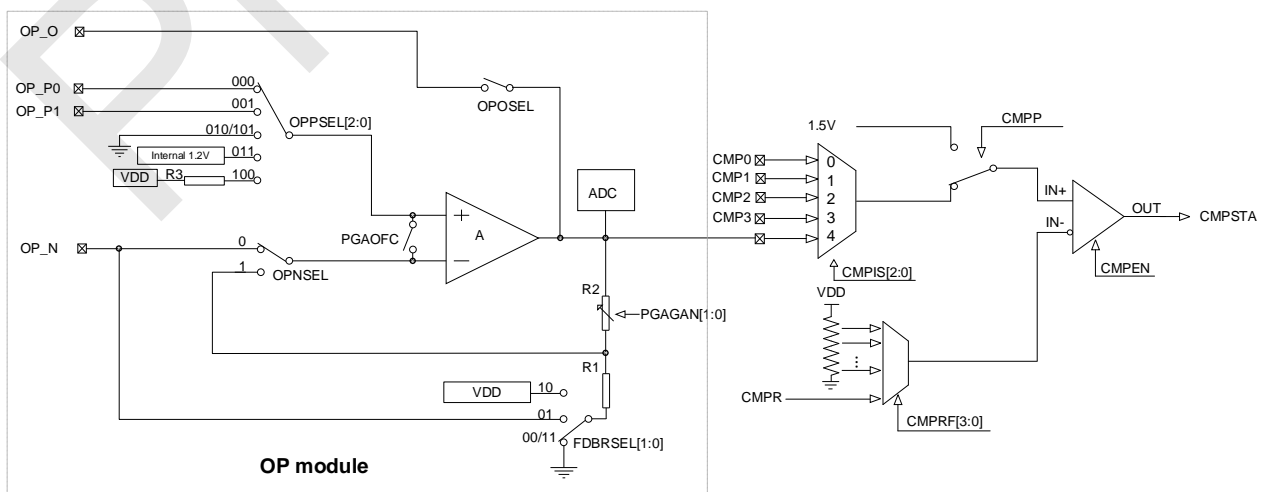 OP_O
OP_P0
OP_P1
000
001
010/101
011
100
OPPSEL[2:0]
Internal 1.2V
VDD
R3
OPOSEL
OP_N
0
1
OPNSEL
PGAOFC
+
−
A
ADC
R2
PGAGAN[1:0]
R1
VDD
10
01
00/11
FDBRSEL[1:0]
OP module
1.5V
CMPP
CMP0
CMP1
CMP2
CMP3
0
1
2
3
4
CMPIS[2:0]
IN+
IN-
OUT
CMPSTA
CMPEN
VDD
...
CMPR
CMPRF[3:0]